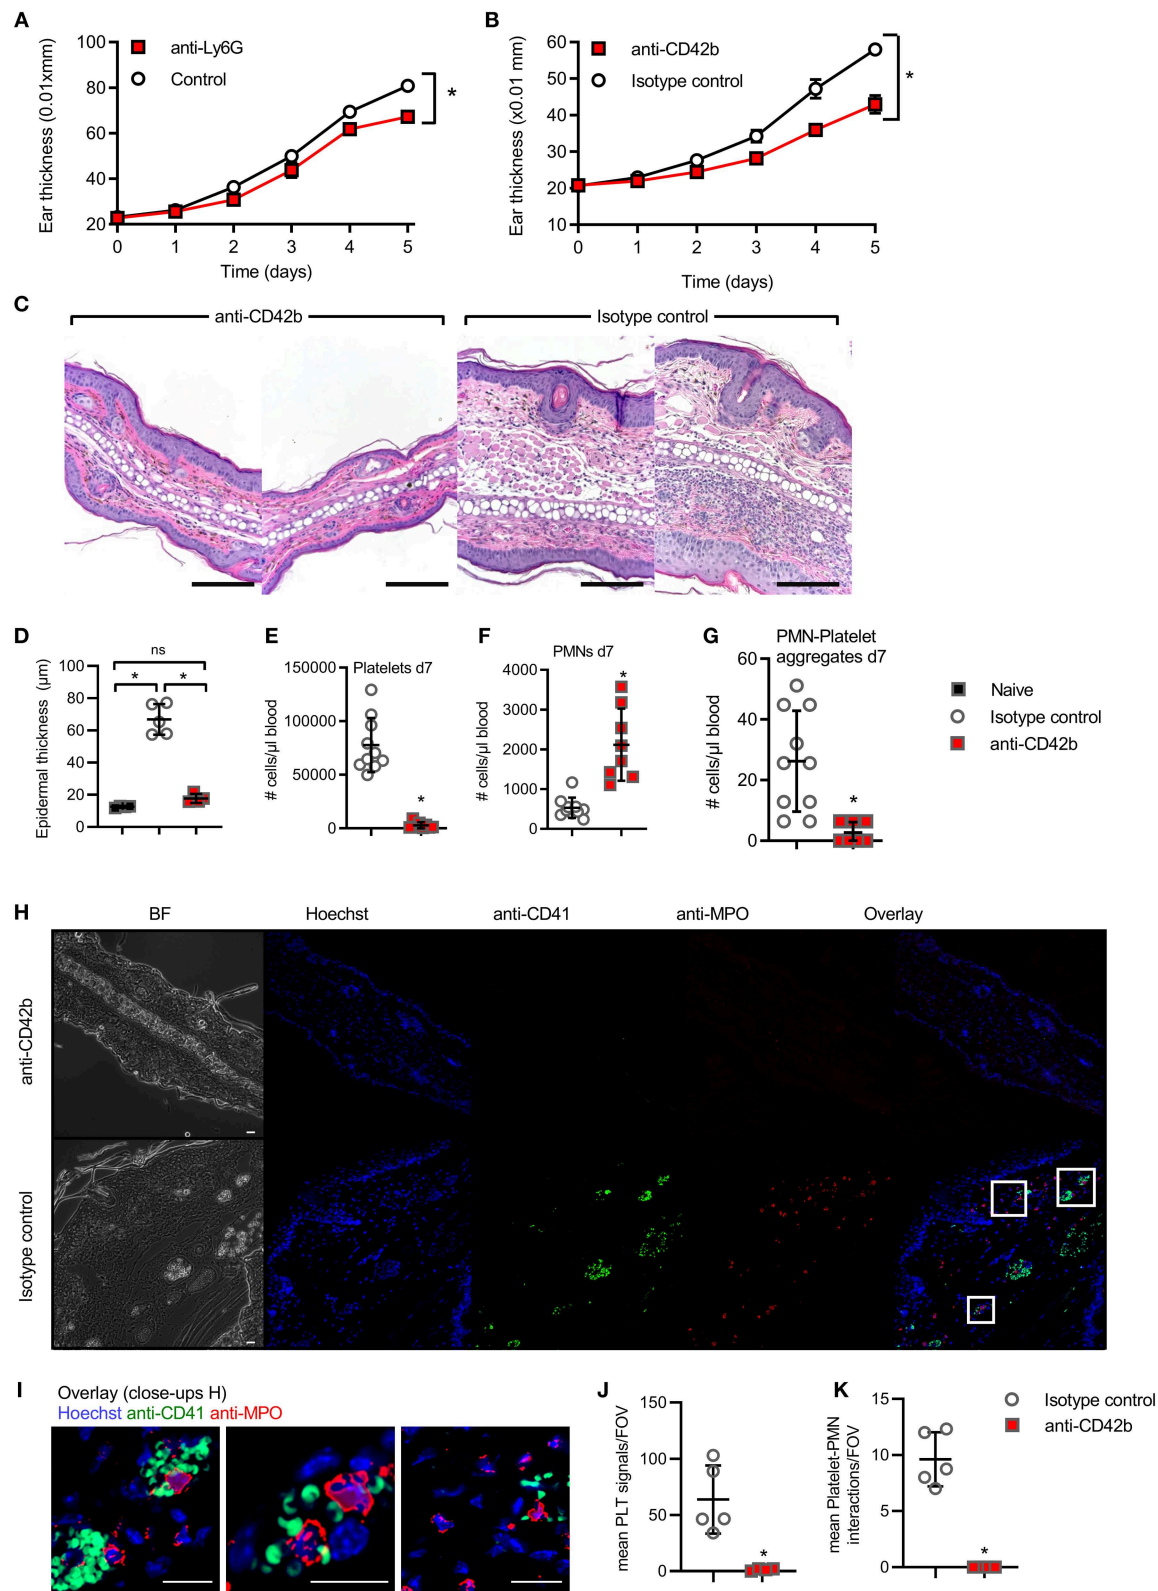 A
Ear thickness (0.01xmm)
100
80
60
40
20
0
1
2
3
4
5
Time (days)
anti-Ly6G
Control
*
B
Ear thickness (x0.01 mm)
60
50
40
30
20
10
0
1
2
3
4
5
Time (days)
anti-CD42b
Isotype control
*
C
anti-CD42b
Isotype control
D
Epidermal thickness (µm)
100
80
60
40
20
0
ns
*
*
E
Platelets d7
# cells/µl blood
150000
100000
50000
0
*
F
PMNs d7
# cells/µl blood
4000
3000
2000
1000
0
*
G
PMN-Platelet
aggregates d7
# cells/µl blood
60
40
20
0
*
Naive
Isotype control
anti-CD42b
H
BF
Hoechst
anti-CD41
anti-MPO
Overlay
anti-CD42b
Isotype control
I
Overlay (close-ups H)
Hoechst anti-CD41 anti-MPO
J
mean PLT signals/FOV
150
100
50
0
*
K
mean Platelet-PMN
interactions/FOV
15
10
5
0
*
Isotype control
anti-CD42b